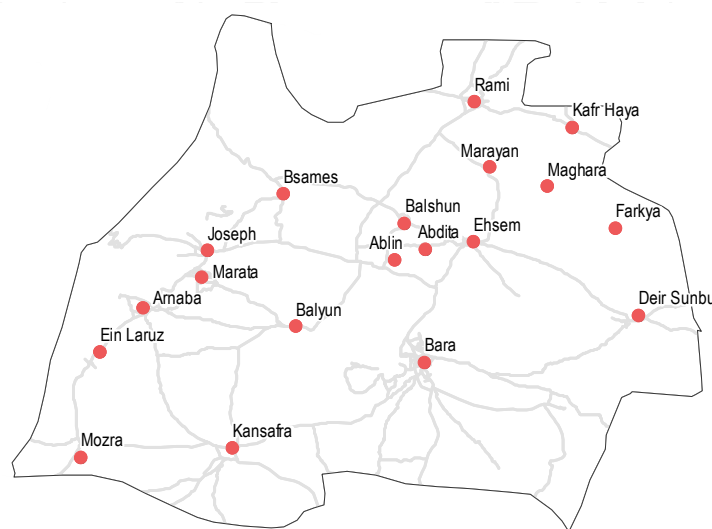 Rami
Kafr Haya
Marayan
Maghara
Bsames
Balshun
Ehsem
Farkya
Abdita
Joseph
Ablin
Marata
Arnaba
Deir Sunbu
Balyun
Ein Laruz
Bara
Kansafra
Mozra